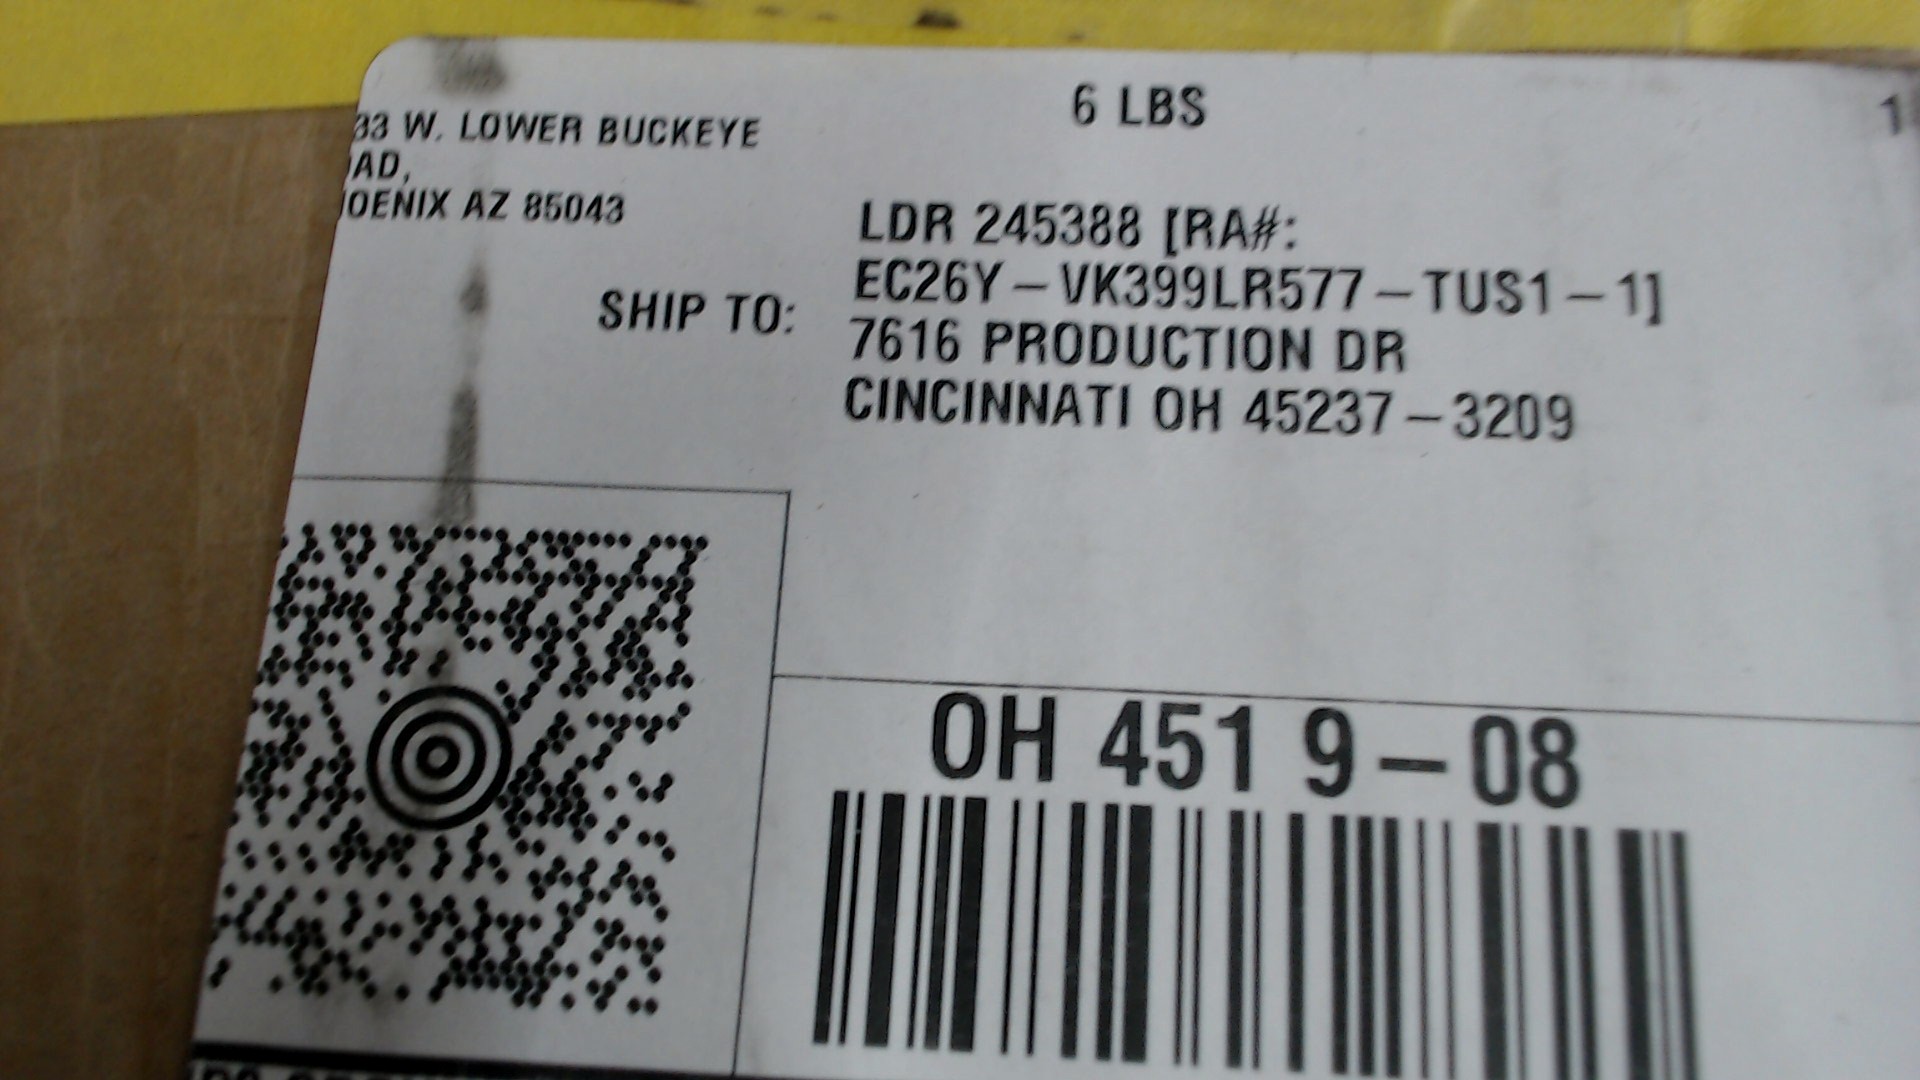 33 W. LOWER BUCKEYE
OAD,
OENIX AZ 85043
6 LBS
1
SHIP TO:
LDR 245388 [RA#:
EC26Y-VK399LR577-TUS1-1]
7616 PRODUCTION DR
CINCINNATI OH 45237-3209
OH 451 9-08